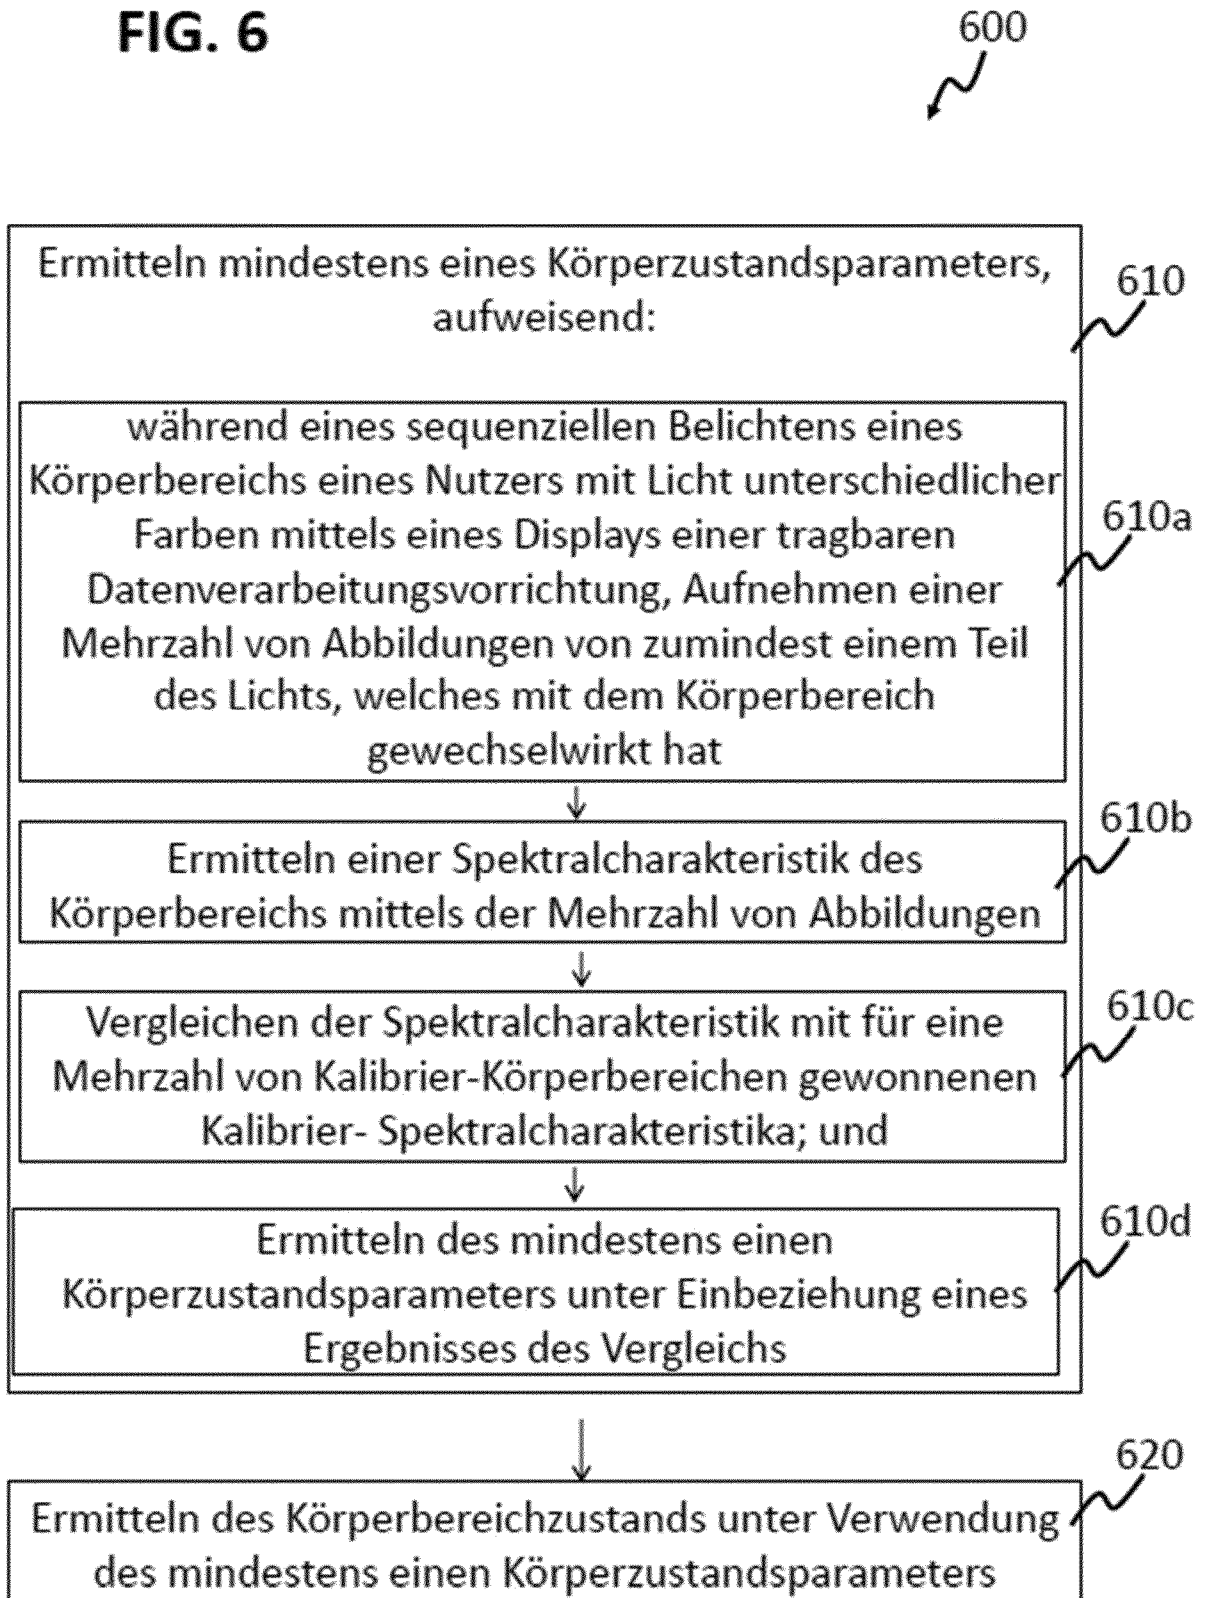 FIG. 6
600
Ermitteln mindestens eines Körperzustandsparameters,
aufweisend:
610
während eines sequenziellen Belichtens eines
Körperbereichs eines Nutzers mit Licht unterschiedlicher
Farben mittels eines Displays einer tragbaren
Datenverarbeitungsvorrichtung, Aufnehmen einer
Mehrzahl von Abbildungen von zumindest einem Teil
des Lichts, welches mit dem Körperbereich
gewechselwirkt hat
610a
Ermitteln einer Spektralcharakteristik des
Körperbereichs mittels der Mehrzahl von Abbildungen
610b
Vergleichen der Spektralcharakteristik mit für eine
Mehrzahl von Kalibrier-Körperbereichen gewonnenen
Kalibrier- Spektralcharakteristika; und
610c
Ermitteln des mindestens einen
Körperzustandsparameters unter Einbeziehung eines
Ergebnisses des Vergleichs
610d
Ermitteln des Körperbereichzustands unter Verwendung
des mindestens einen Körperzustandsparameters
620